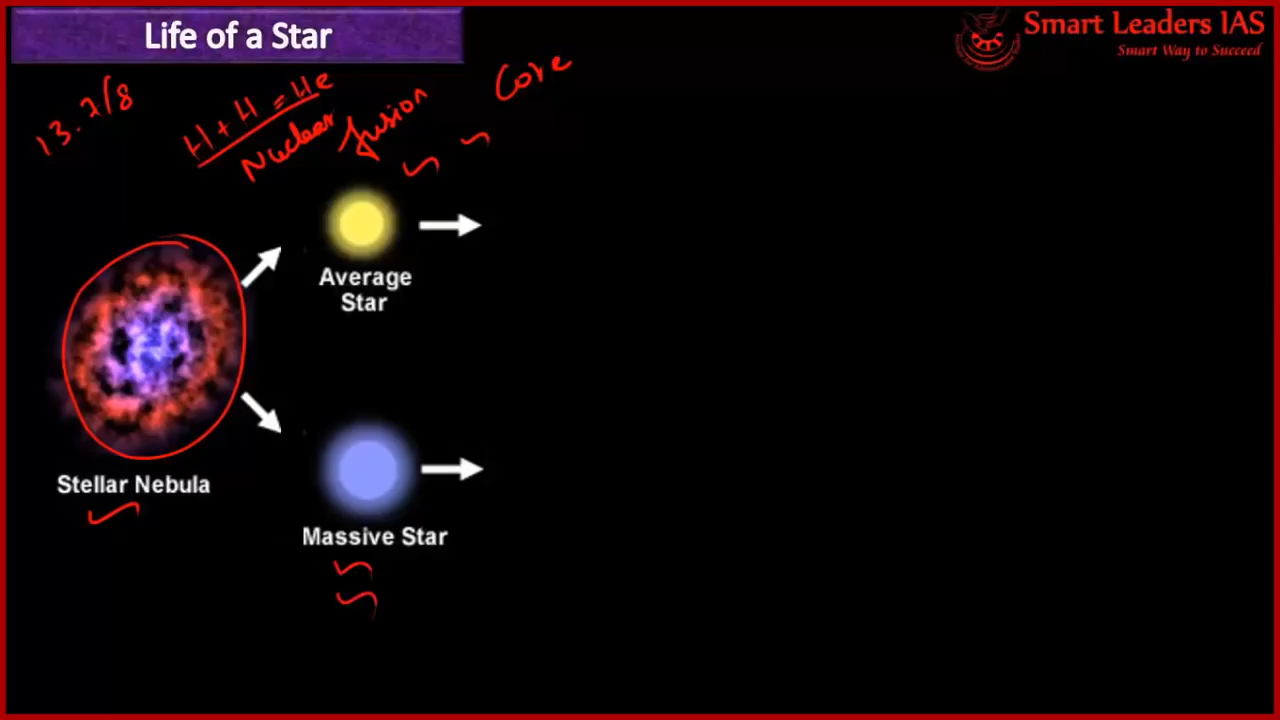 Life of a Star
Smart Leaders IAS
Smart Way to Succeed
13.7/8
H + H = He
Nuclear fusion
Core
Average
Star
Stellar Nebula
Massive Star